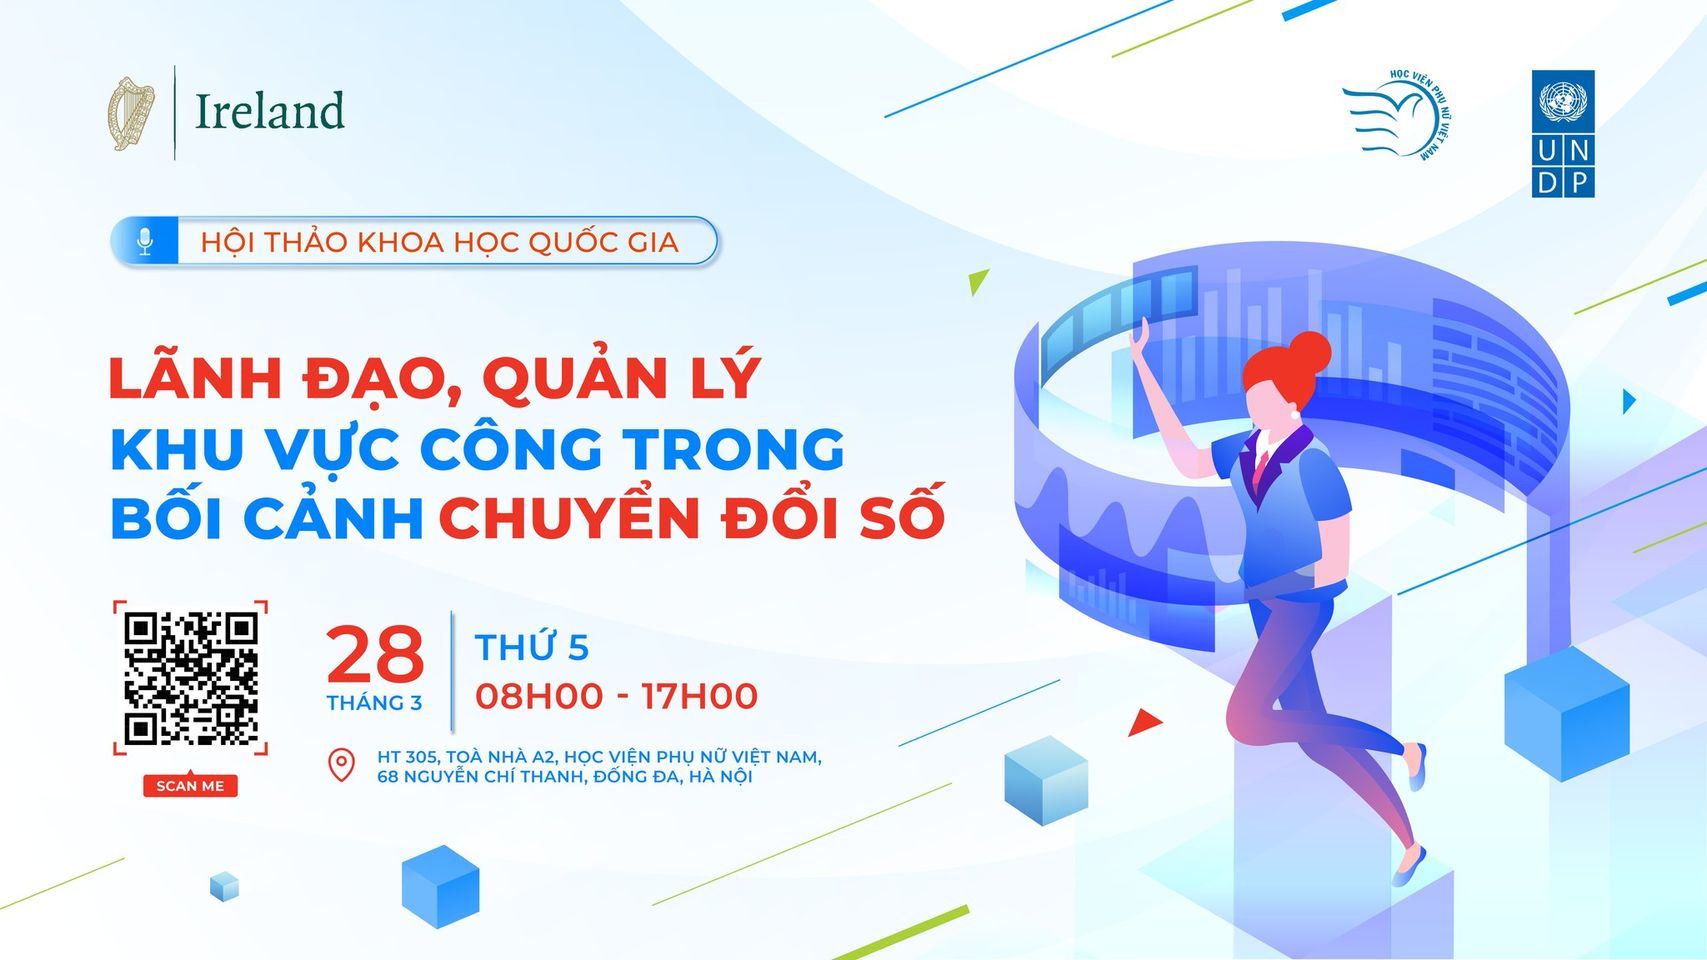 Ireland
HỌC VIỆN PHỤ NỮ VIỆT NAM
UN
DP
HỘI THẢO KHOA HỌC QUỐC GIA
LÃNH ĐẠO, QUẢN LÝ
KHU VỰC CÔNG TRONG
BỐI CẢNH CHUYỂN ĐỔI SỐ
28
THÁNG 3
THỨ 5
08H00 - 17H00
HT 305, TOÀ NHÀ A2, HỌC VIỆN PHỤ NỮ VIỆT NAM,
68 NGUYỄN CHÍ THANH, ĐỐNG ĐA, HÀ NỘI
SCAN ME